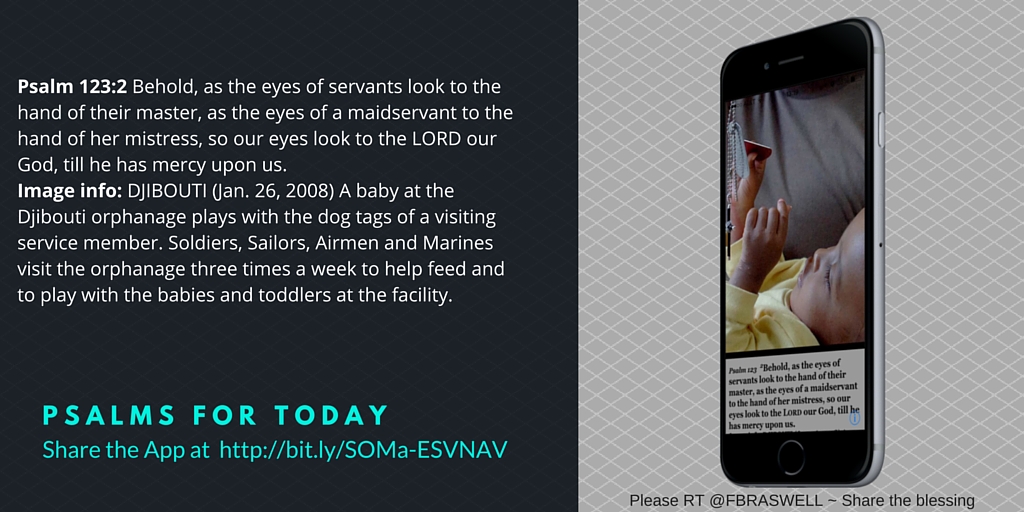 Psalm 123:2 Behold, as the eyes of servants look to the
hand of their master, as the eyes of a maidservant to the
hand of her mistress, so our eyes look to the LORD our
God, till he has mercy upon us.
Image info: DJIBOUTI (Jan. 26, 2008) A baby at the
Djibouti orphanage plays with the dog tags of a visiting
service member. Soldiers, Sailors, Airmen and Marines
visit the orphanage three times a week to help feed and
to play with the babies and toddlers at the facility.
PSALMS FOR TODAY
Share the App at http://bit.ly/SOMa-ESVNAV
Psalm 123 ²Behold, as the eyes of
servants look to the hand of their
master, as the eyes of a maidservant
to the hand of her mistress, so our
eyes look to the LORD our God, till he
has mercy upon us.
Please RT @FBRASWELL ~ Share the blessing